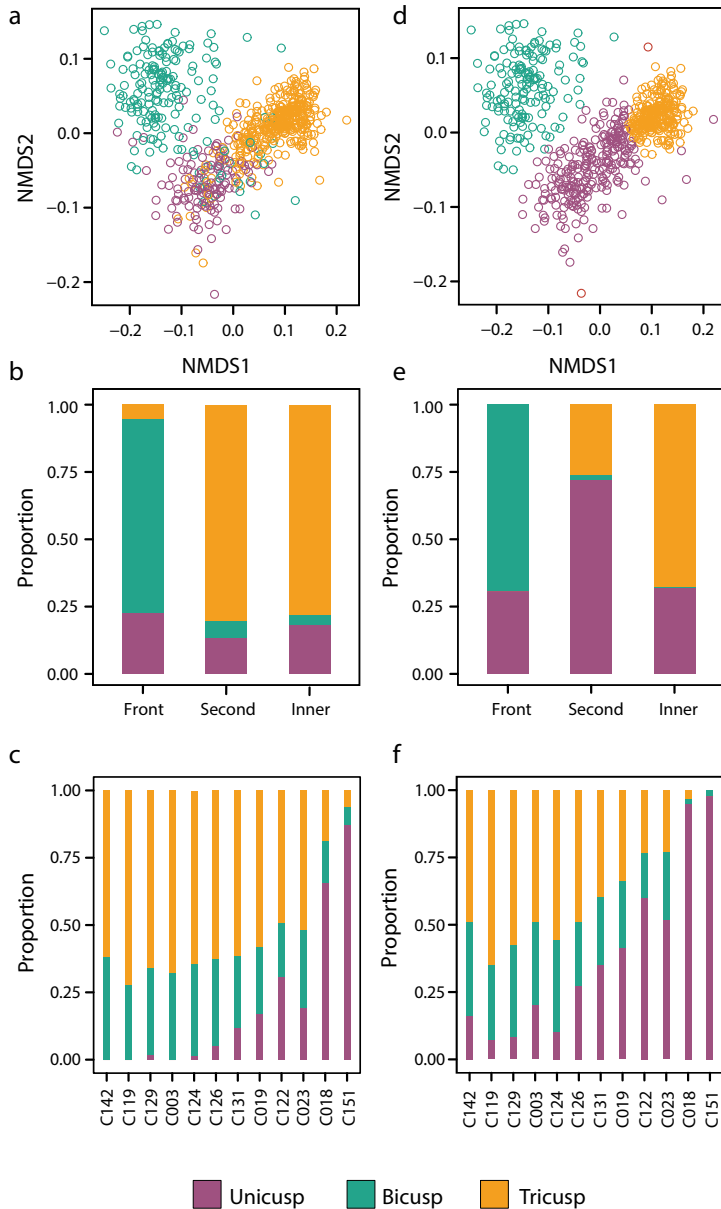 a
NMDS2
0.1
0.0
−0.1
−0.2
−0.2 −0.1 0.0 0.1 0.2
NMDS1
d
NMDS2
0.1
0.0
−0.1
−0.2
−0.2 −0.1 0.0 0.1 0.2
NMDS1
b
Proportion
1.00
0.75
0.50
0.25
0.00
Front Second Inner
e
Proportion
1.00
0.75
0.50
0.25
0.00
Front Second Inner
c
Proportion
1.00
0.75
0.50
0.25
0.00
C142 C119 C129 C003 C124 C126 C131 C019 C122 C023 C018 C151
f
Proportion
1.00
0.75
0.50
0.25
0.00
C142 C119 C129 C003 C124 C126 C131 C019 C122 C023 C018 C151
Unicusp Bicusp Tricusp